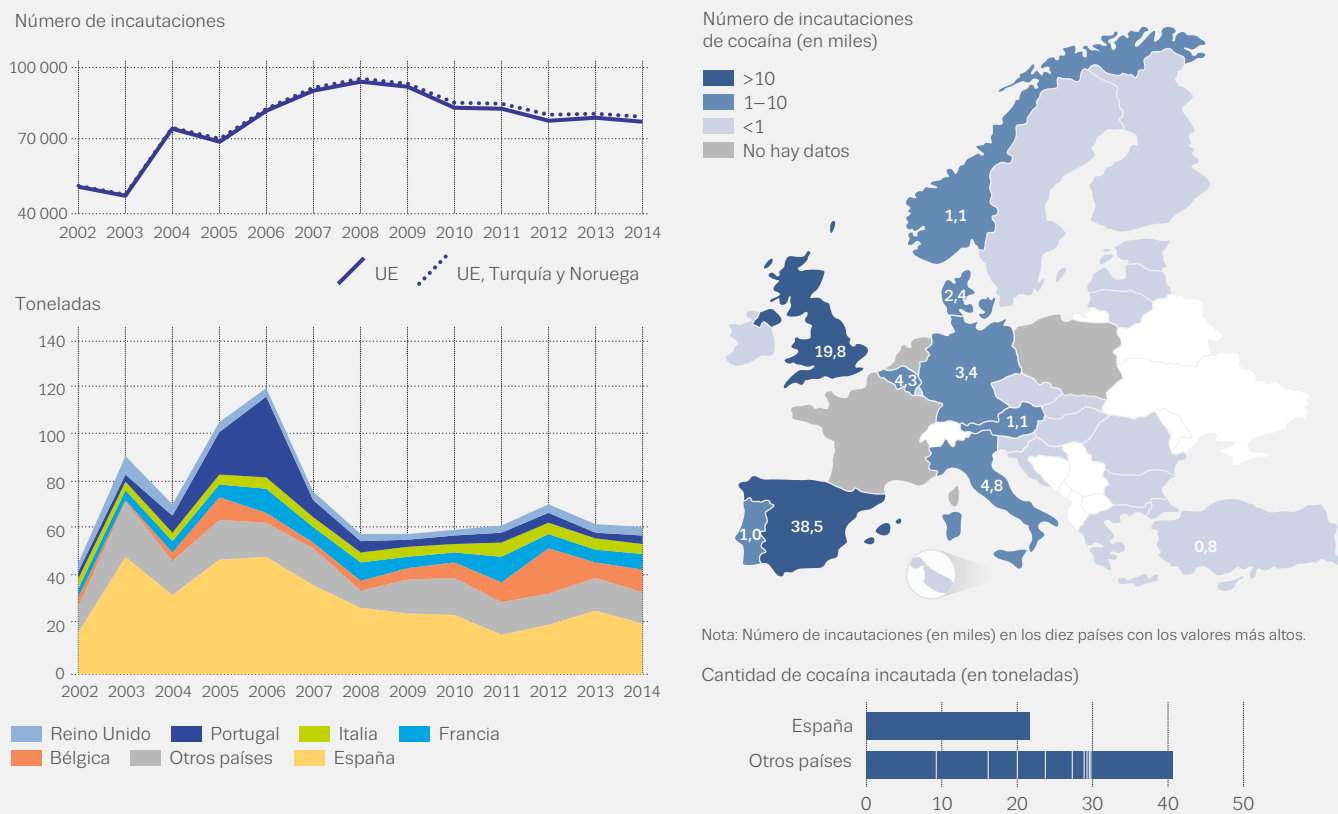 Número de incautaciones
100 000
70 000
40 000
2002 2003 2004 2005 2006 2007 2008 2009 2010 2011 2012 2013 2014
UE UE, Turquía y Noruega
Toneladas
140
120
100
80
60
40
20
0
2002 2003 2004 2005 2006 2007 2008 2009 2010 2011 2012 2013 2014
Reino Unido Portugal Italia Francia
Bélgica Otros países España
Número de incautaciones
de cocaína (en miles)
>10
1–10
<1
No hay datos
1,1
2,4
19,8
4,3
3,4
1,1
4,8
1,0
38,5
0,8
Nota: Número de incautaciones (en miles) en los diez países con los valores más altos.
Cantidad de cocaína incautada (en toneladas)
España
Otros países
0 10 20 30 40 50